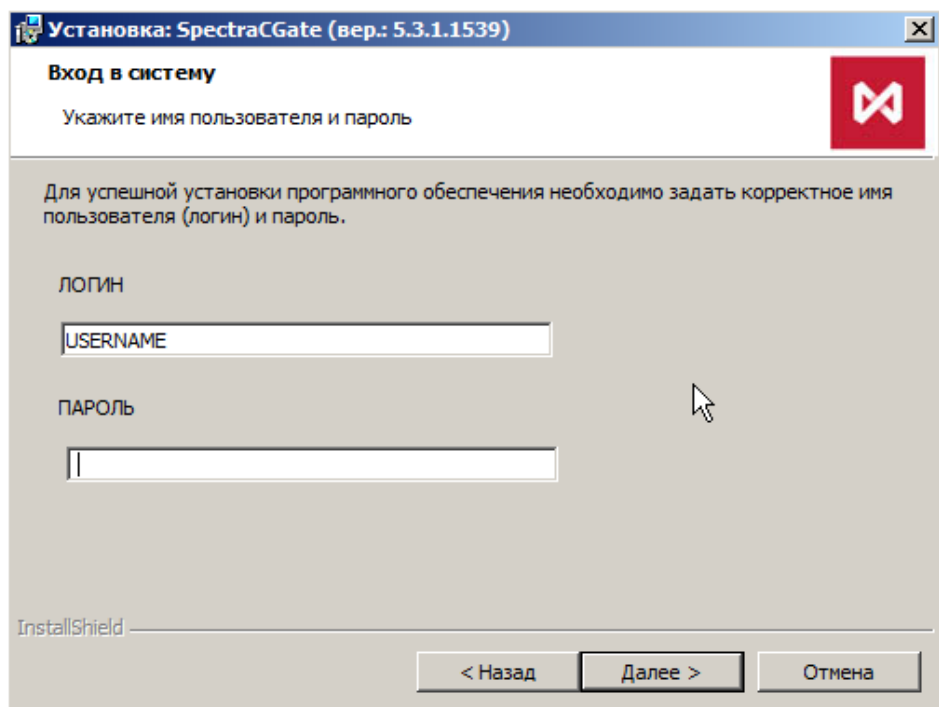 Установка: SpectraCGate (вер.: 5.3.1.1539)
Вход в систему
Укажите имя пользователя и пароль
Для успешной установки программного обеспечения необходимо задать корректное имя
пользователя (логин) и пароль.
ЛОГИН
USERNAME
ПАРОЛЬ
InstallShield
< Назад
Далее >
Отмена